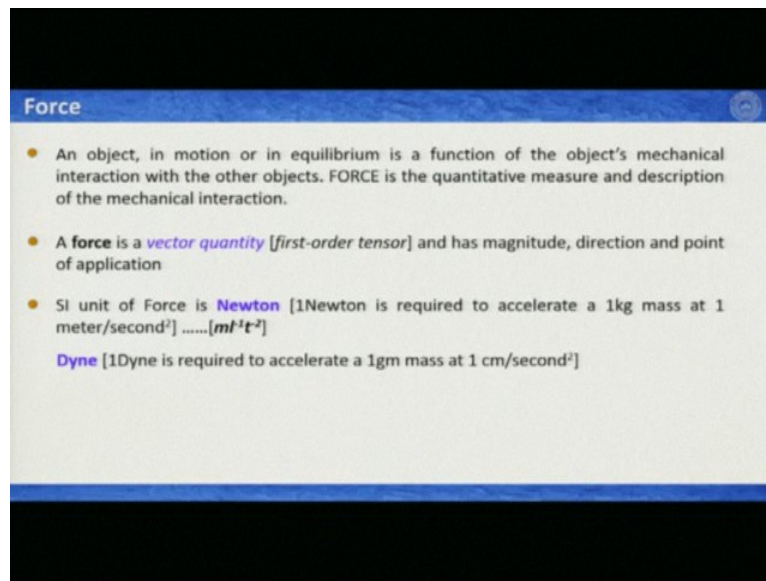 Force
• An object, in motion or in equilibrium is a function of the object's mechanical
interaction with the other objects. FORCE is the quantitative measure and description
of the mechanical interaction.
• A force is a vector quantity [first-order tensor] and has magnitude, direction and point
of application
• SI unit of Force is Newton [1Newton is required to accelerate a 1kg mass at 1
meter/second²] ......[ml⁻¹t⁻²]
Dyne [1Dyne is required to accelerate a 1gm mass at 1 cm/second²]